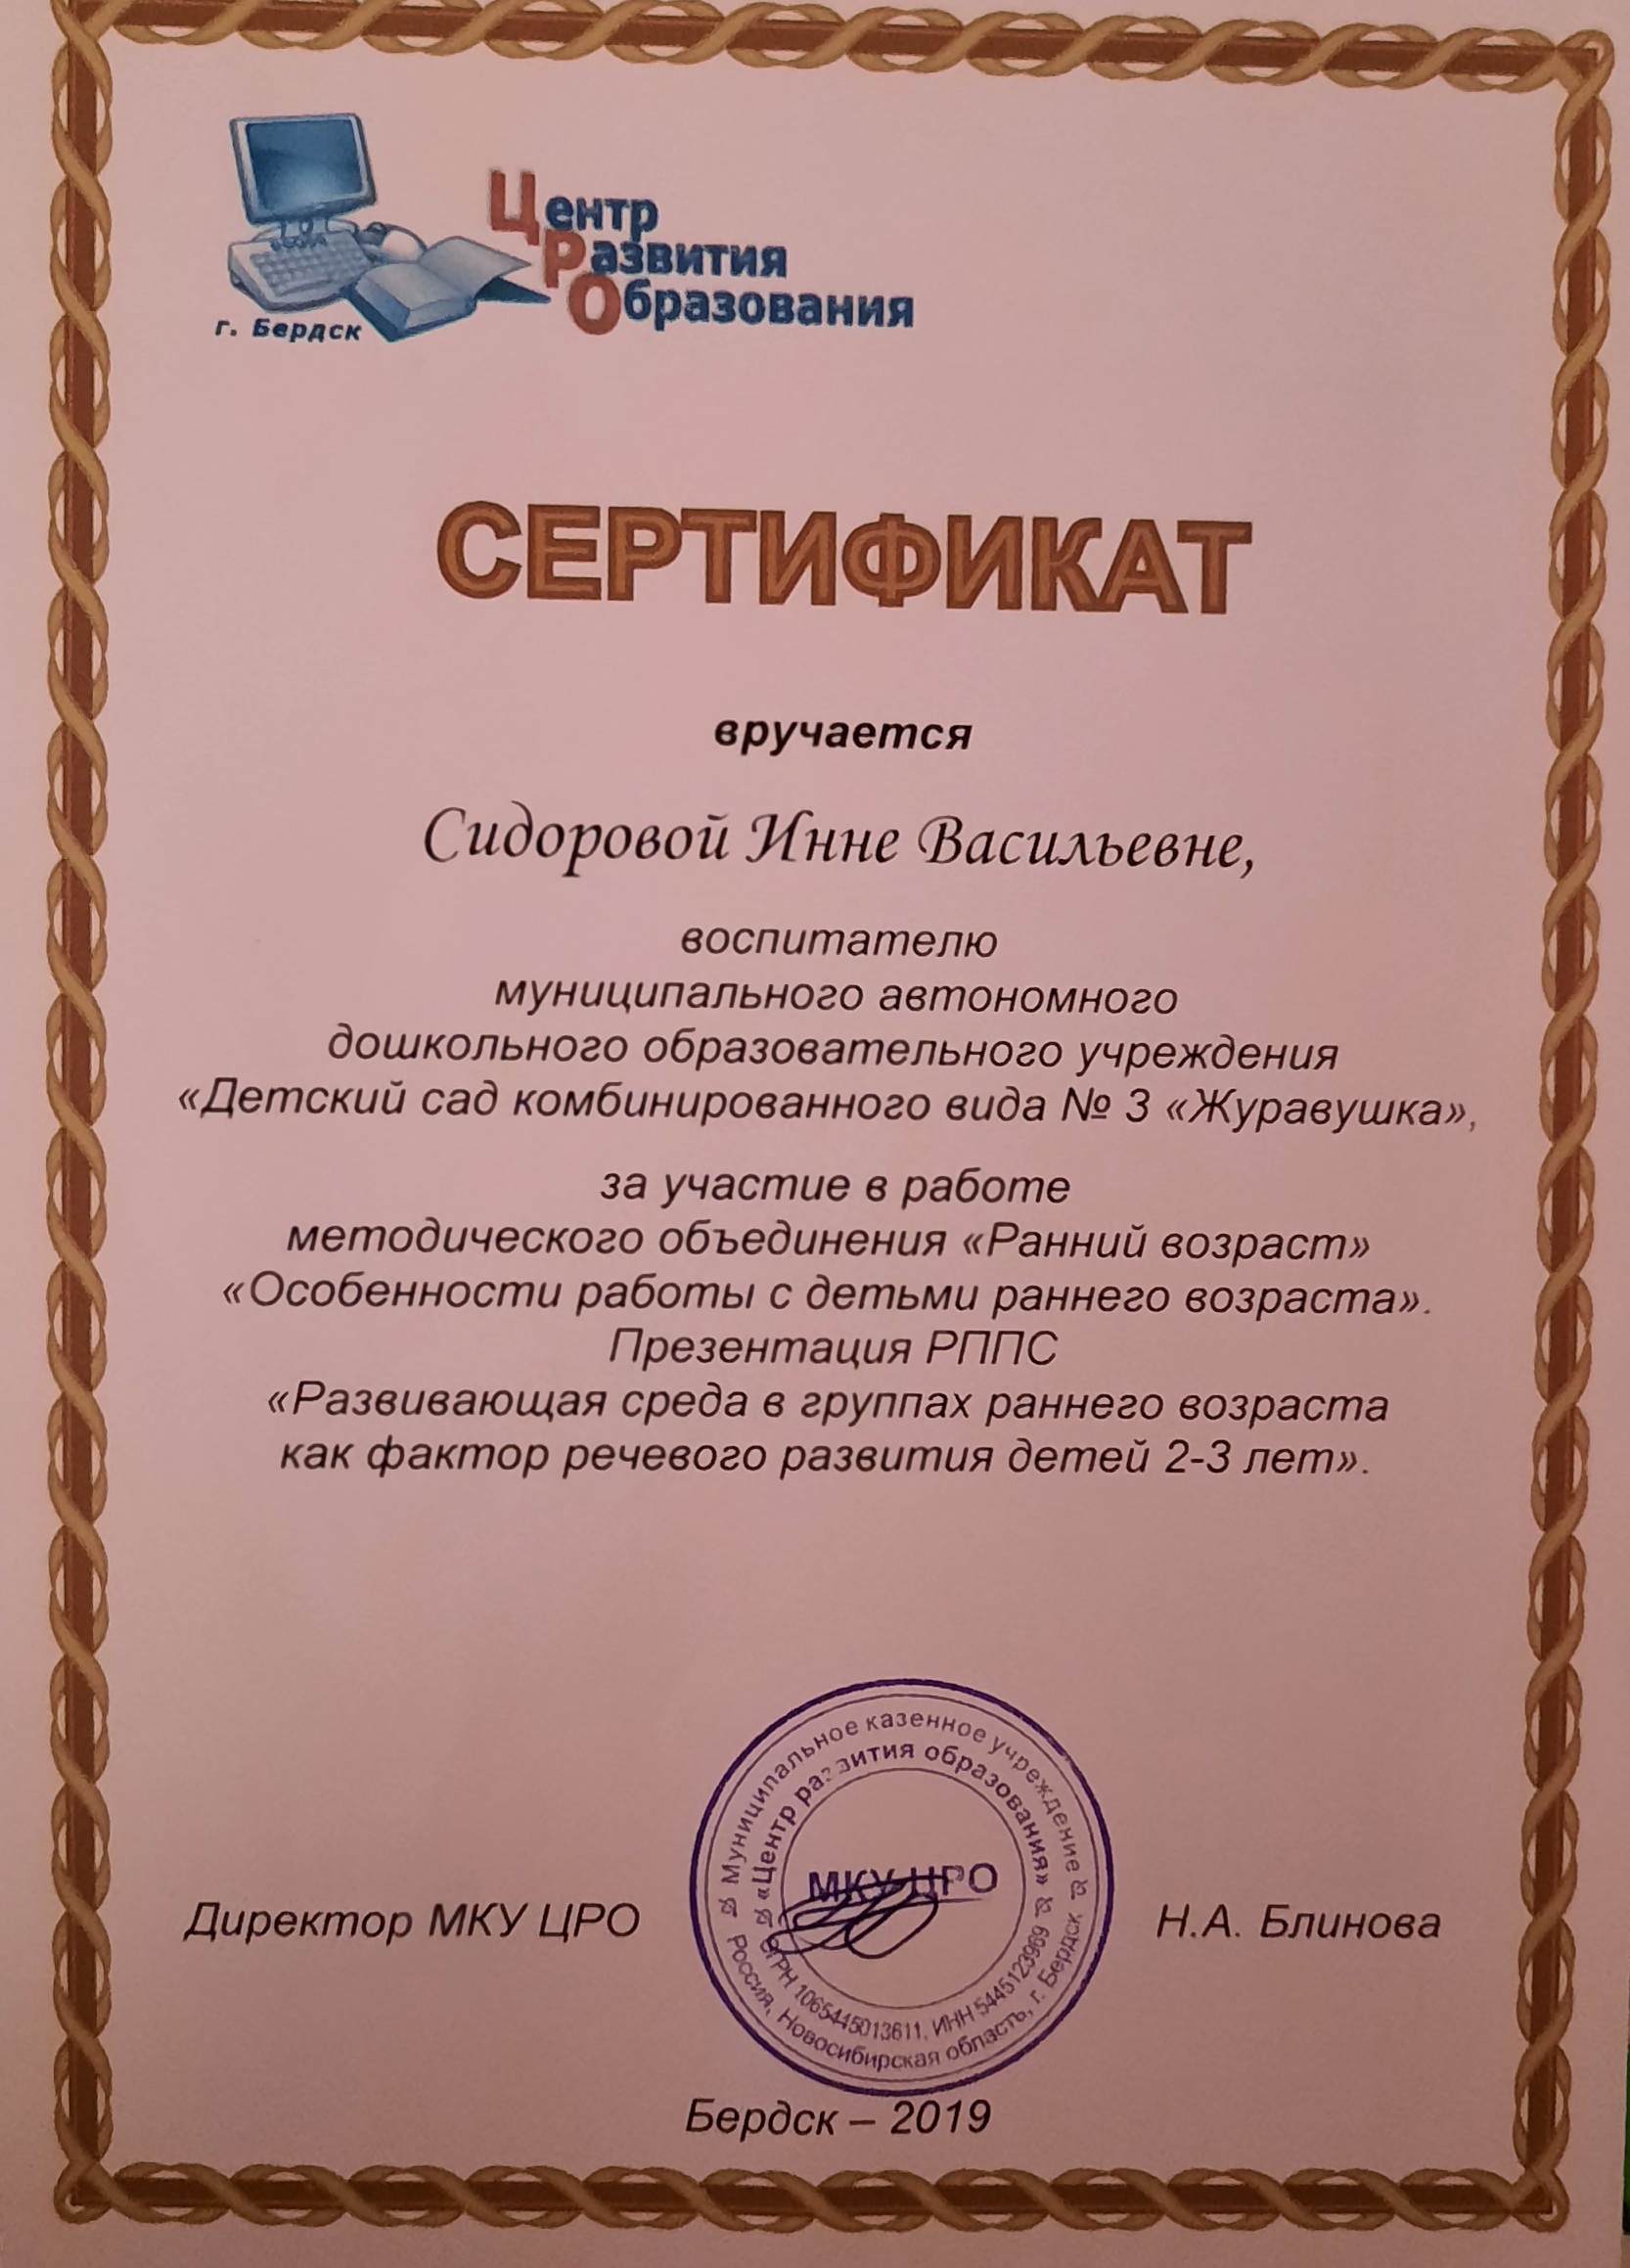 Центр
Развития
Образования
г. Бердск
СЕРТИФИКАТ
вручается
Сидоровой Инне Васильевне,
воспитателю
муниципального автономного
дошкольного образовательного учреждения
«Детский сад комбинированного вида № 3 «Журавушка»,
за участие в работе
методического объединения «Ранний возраст»
«Особенности работы с детьми раннего возраста».
Презентация РППС
«Развивающая среда в группах раннего возраста
как фактор речевого развития детей 2-3 лет».
Муниципальное казенное учреждение
«Центр развития образования»
МКУ ЦРО
ОГРН 1065445013611, ИНН 5445123969
Россия, Новосибирская область, г. Бердск
Директор МКУ ЦРО
Н.А. Блинова
Бердск – 2019